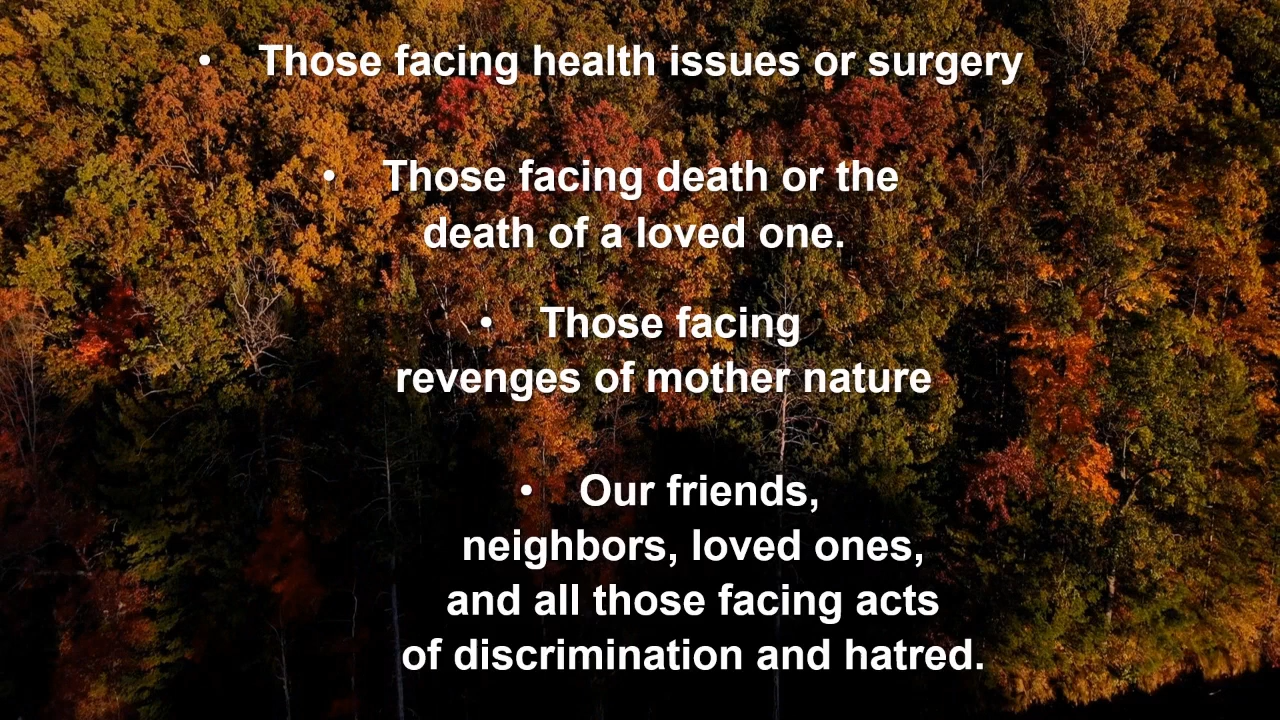 • Those facing health issues or surgery
• Those facing death or the
death of a loved one.
• Those facing
revenges of mother nature
• Our friends,
neighbors, loved ones,
and all those facing acts
of discrimination and hatred.